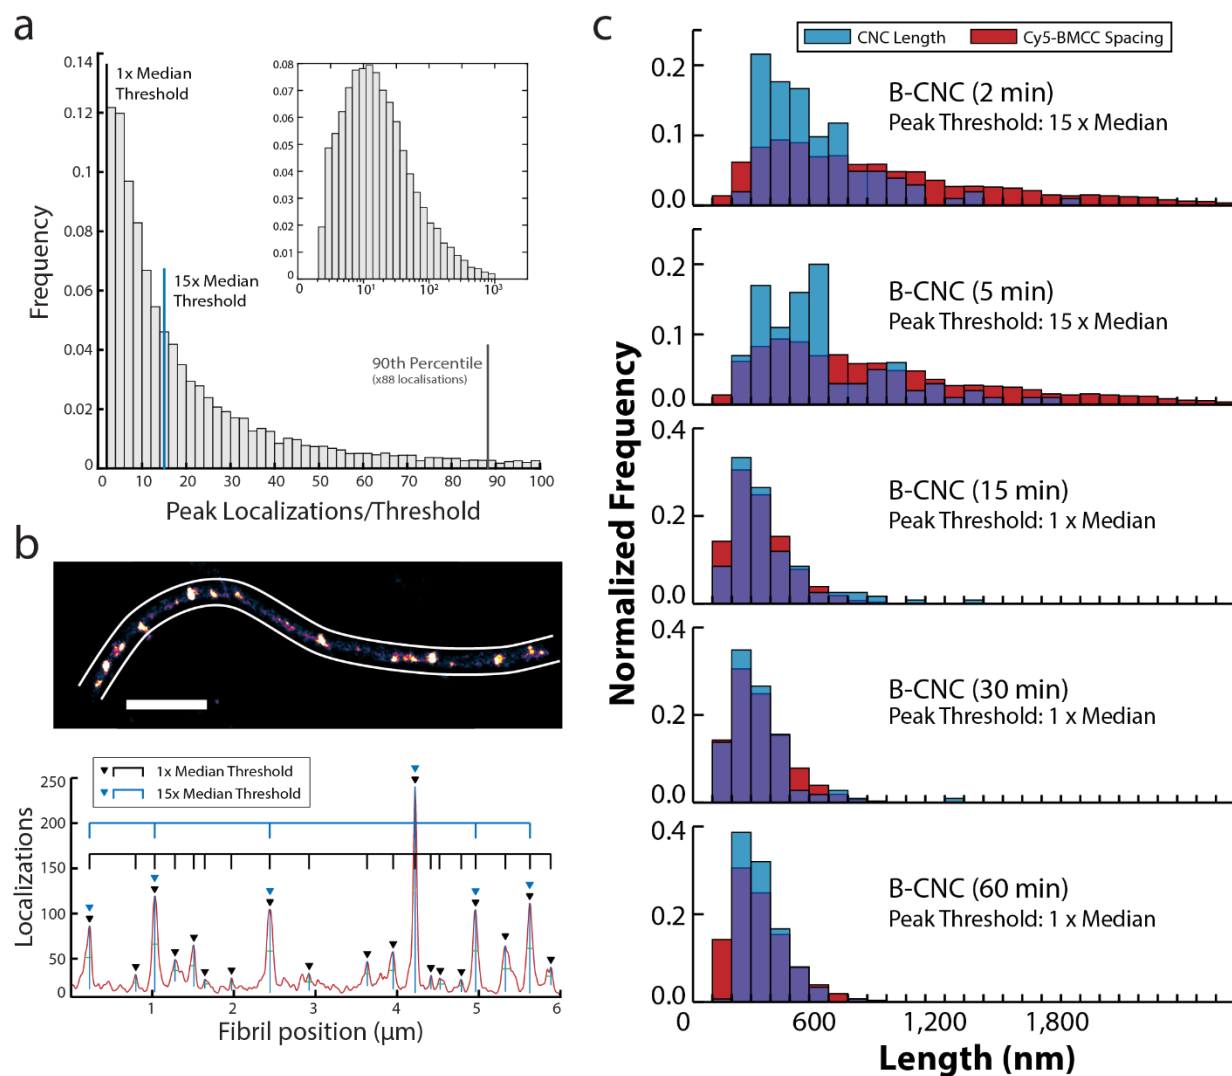 a
0.14
0.12
0.1
0.08
0.06
0.04
0.02
0
Frequency
1x Median
Threshold
15x Median
Threshold
90th Percentile
(x88 localisations)
0 10 20 30 40 50 60 70 80 90 100
Peak Localizations/Threshold
0.08
0.07
0.06
0.05
0.04
0.03
0.02
0.01
0
0 10¹ 10² 10³
b
1x Median Threshold
15x Median Threshold
250
200
150
100
50
0
Localizations
1 2 3 4 5 6
Fibril position (µm)
c
CNC Length Cy5-BMCC Spacing
Normalized Frequency
0.2
0.1
0.0
B-CNC (2 min)
Peak Threshold: 15 x Median
0.2
0.1
0.0
B-CNC (5 min)
Peak Threshold: 15 x Median
0.4
0.2
0.0
B-CNC (15 min)
Peak Threshold: 1 x Median
0.4
0.2
0.0
B-CNC (30 min)
Peak Threshold: 1 x Median
0.4
0.2
0.0
B-CNC (60 min)
Peak Threshold: 1 x Median
0 600 1,200 1,800
Length (nm)